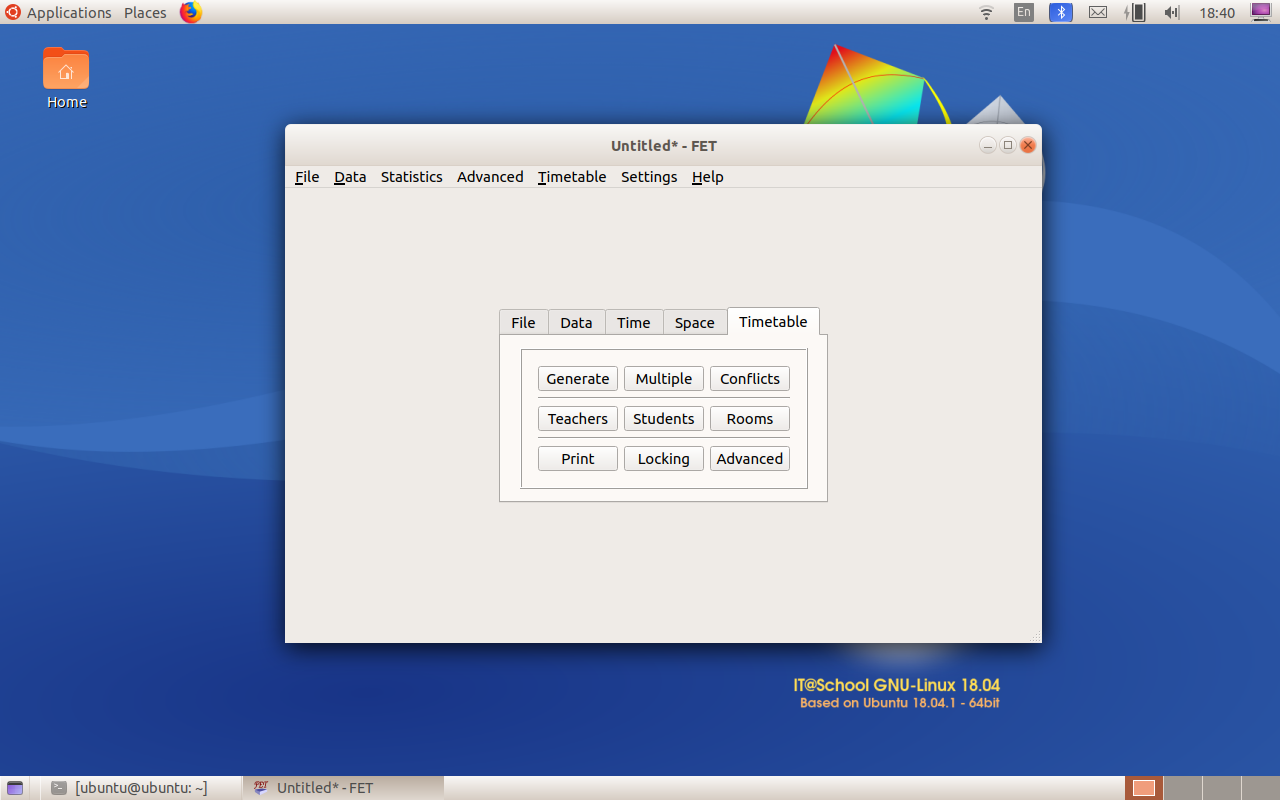 Applications Places En 18:40
Home
Untitled* - FET
File Data Statistics Advanced Timetable Settings Help
File Data Time Space Timetable
Generate Multiple Conflicts
Teachers Students Rooms
Print Locking Advanced
IT@School GNU-Linux 18.04
Based on Ubuntu 18.04.1 - 64bit
[ubuntu@ubuntu: ~] FET Untitled* - FET